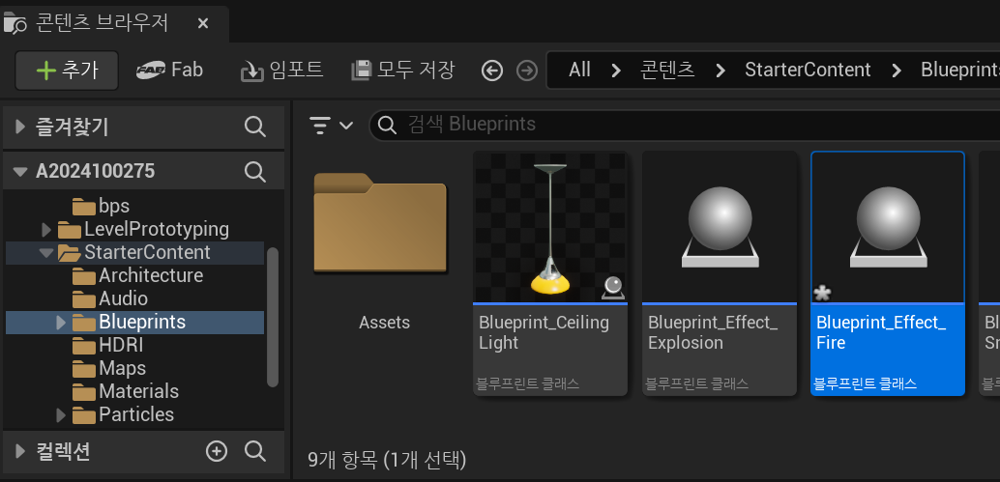 콘텐츠 브라우저
추가
Fab
임포트
모두 저장
All
콘텐츠
StarterContent
Blueprints
즐겨찾기
검색 Blueprints
A2024100275
bps
LevelPrototyping
StarterContent
Architecture
Audio
Blueprints
HDRI
Maps
Materials
Particles
컬렉션
Assets
Blueprint_Ceiling
Light
블루프린트 클래스
Blueprint_Effect_
Explosion
블루프린트 클래스
Blueprint_Effect_
Fire
블루프린트 클래스
9개 항목 (1개 선택)